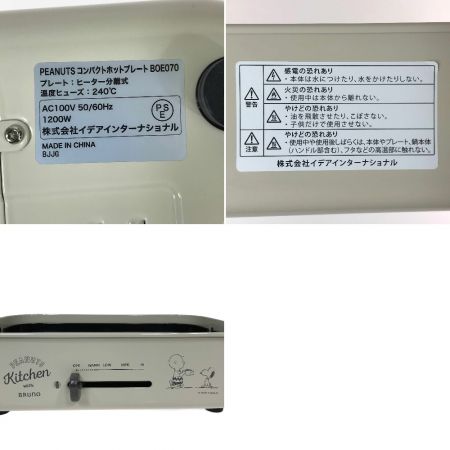 PEANUTS コンパクトホットプレート BOE070
プレート：ヒーター分離式
温度ヒューズ：240℃
AC100V 50/60Hz
1200W
PS
E
株式会社イデアインターナショナル
MADE IN CHINA
BJJG
警告
感電の恐れあり
・本体は水につけたり、水をかけたりしない。
火災の恐れあり
・使用中は本体から離れない。
注意
やけどの恐れあり
・油を飛散させたり、こぼさない。
・子供だけで使用させない。
やけどの恐れあり
・使用中や使用後しばらくは、本体やプレート、鍋本体
(ハンドル部含む)、フタなどの高温部に触れない。
株式会社イデアインターナショナル
PEANUTS
Kitchen
with
BRUNO
OFF WARM LOW MED HI